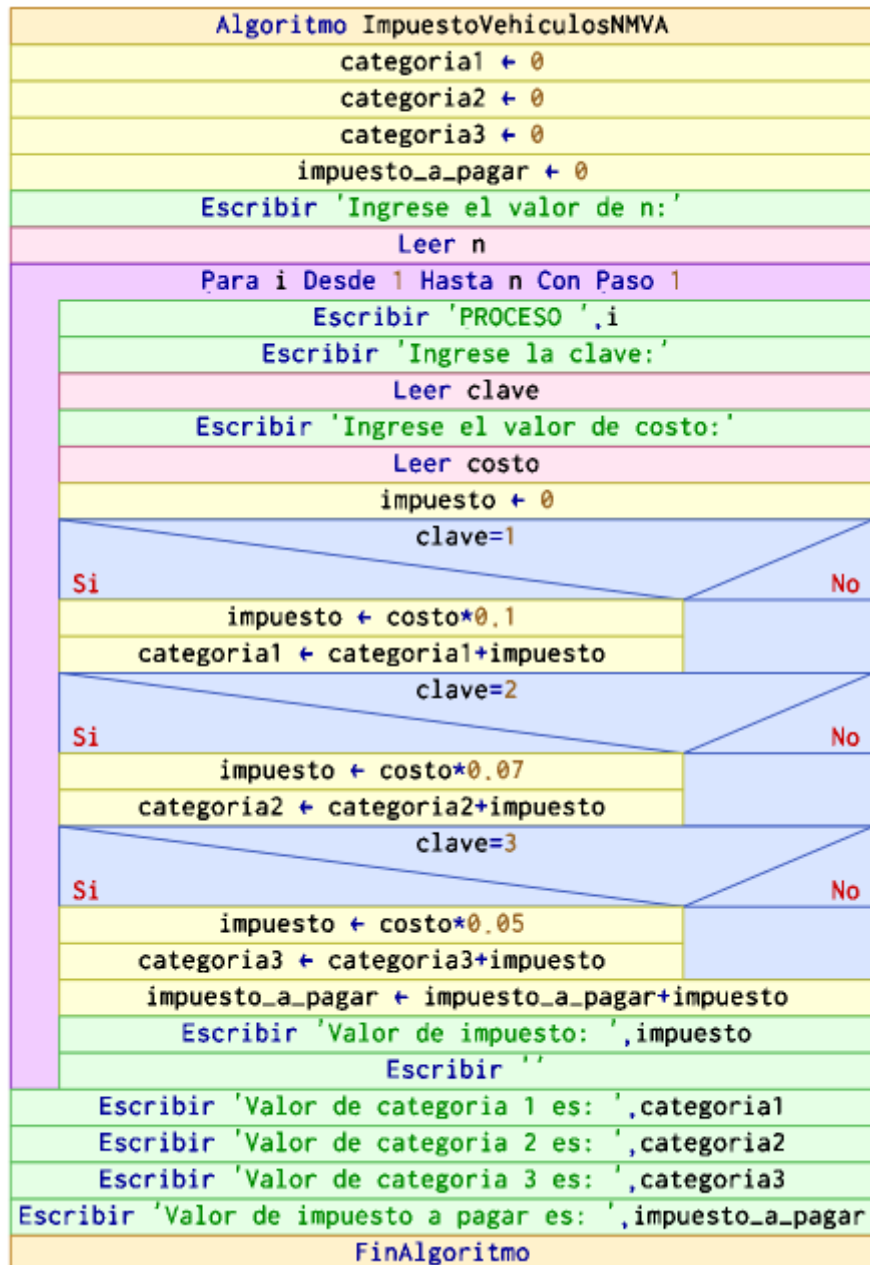 Algoritmo ImpuestoVehiculosNMVA
categoria1 ← 0
categoria2 ← 0
categoria3 ← 0
impuesto_a_pagar ← 0
Escribir 'Ingrese el valor de n:'
Leer n
Para i Desde 1 Hasta n Con Paso 1
Escribir 'PROCESO ',i
Escribir 'Ingrese la clave:'
Leer clave
Escribir 'Ingrese el valor de costo:'
Leer costo
impuesto ← 0
clave=1
Si No
impuesto ← costo*0.1
categoria1 ← categoria1+impuesto
clave=2
Si No
impuesto ← costo*0.07
categoria2 ← categoria2+impuesto
clave=3
Si No
impuesto ← costo*0.05
categoria3 ← categoria3+impuesto
impuesto_a_pagar ← impuesto_a_pagar+impuesto
Escribir 'Valor de impuesto: ',impuesto
Escribir ''
Escribir 'Valor de categoria 1 es: ',categoria1
Escribir 'Valor de categoria 2 es: ',categoria2
Escribir 'Valor de categoria 3 es: ',categoria3
Escribir 'Valor de impuesto a pagar es: ',impuesto_a_pagar
FinAlgoritmo